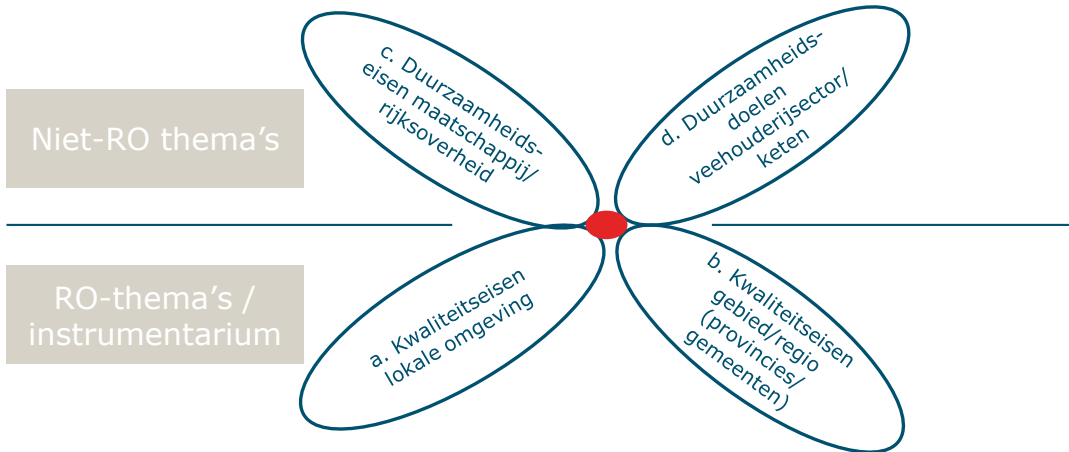 c. Duurzaamheids-
eisen maatschappij/
rijksoverheid
d. Duurzaamheids-
doelen
veehouderijsector/
keten
Niet-RO thema’s
RO-thema’s /
instrumentarium
a. Kwaliteitseisen
lokale omgeving
b. Kwaliteitseisen
gebied/regio
(provincies/
gemeenten)